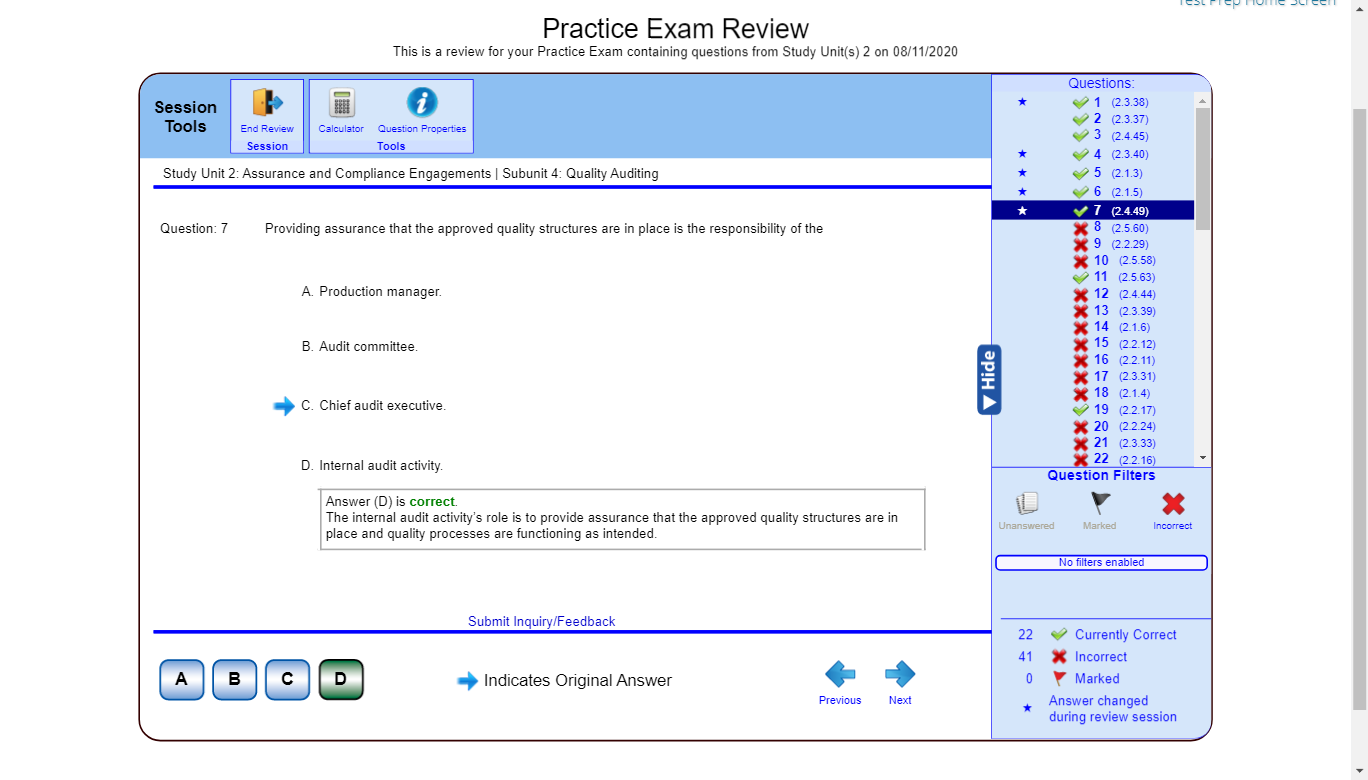 Test Prep Home Screen
Practice Exam Review
This is a review for your Practice Exam containing questions from Study Unit(s) 2 on 08/11/2020
Session
Tools
End Review
Session
Calculator
Question Properties
Tools
Study Unit 2: Assurance and Compliance Engagements | Subunit 4: Quality Auditing
Question: 7 Providing assurance that the approved quality structures are in place is the responsibility of the
A. Production manager.
B. Audit committee.
C. Chief audit executive.
D. Internal audit activity.
Answer (D) is correct.
The internal audit activity's role is to provide assurance that the approved quality structures are in
place and quality processes are functioning as intended.
Submit Inquiry/Feedback
A B C D
Indicates Original Answer
Previous
Next
Hide
Questions:
1 (2.3.38)
2 (2.3.37)
3 (2.4.45)
4 (2.3.40)
5 (2.1.3)
6 (2.1.5)
7 (2.4.49)
8 (2.5.60)
9 (2.2.29)
10 (2.5.58)
11 (2.5.63)
12 (2.4.44)
13 (2.3.39)
14 (2.1.6)
15 (2.2.12)
16 (2.2.11)
17 (2.3.31)
18 (2.1.4)
19 (2.2.17)
20 (2.2.24)
21 (2.3.33)
22 (2.2.16)
Question Filters
Unanswered
Marked
Incorrect
No filters enabled
22 Currently Correct
41 Incorrect
0 Marked
Answer changed
during review session